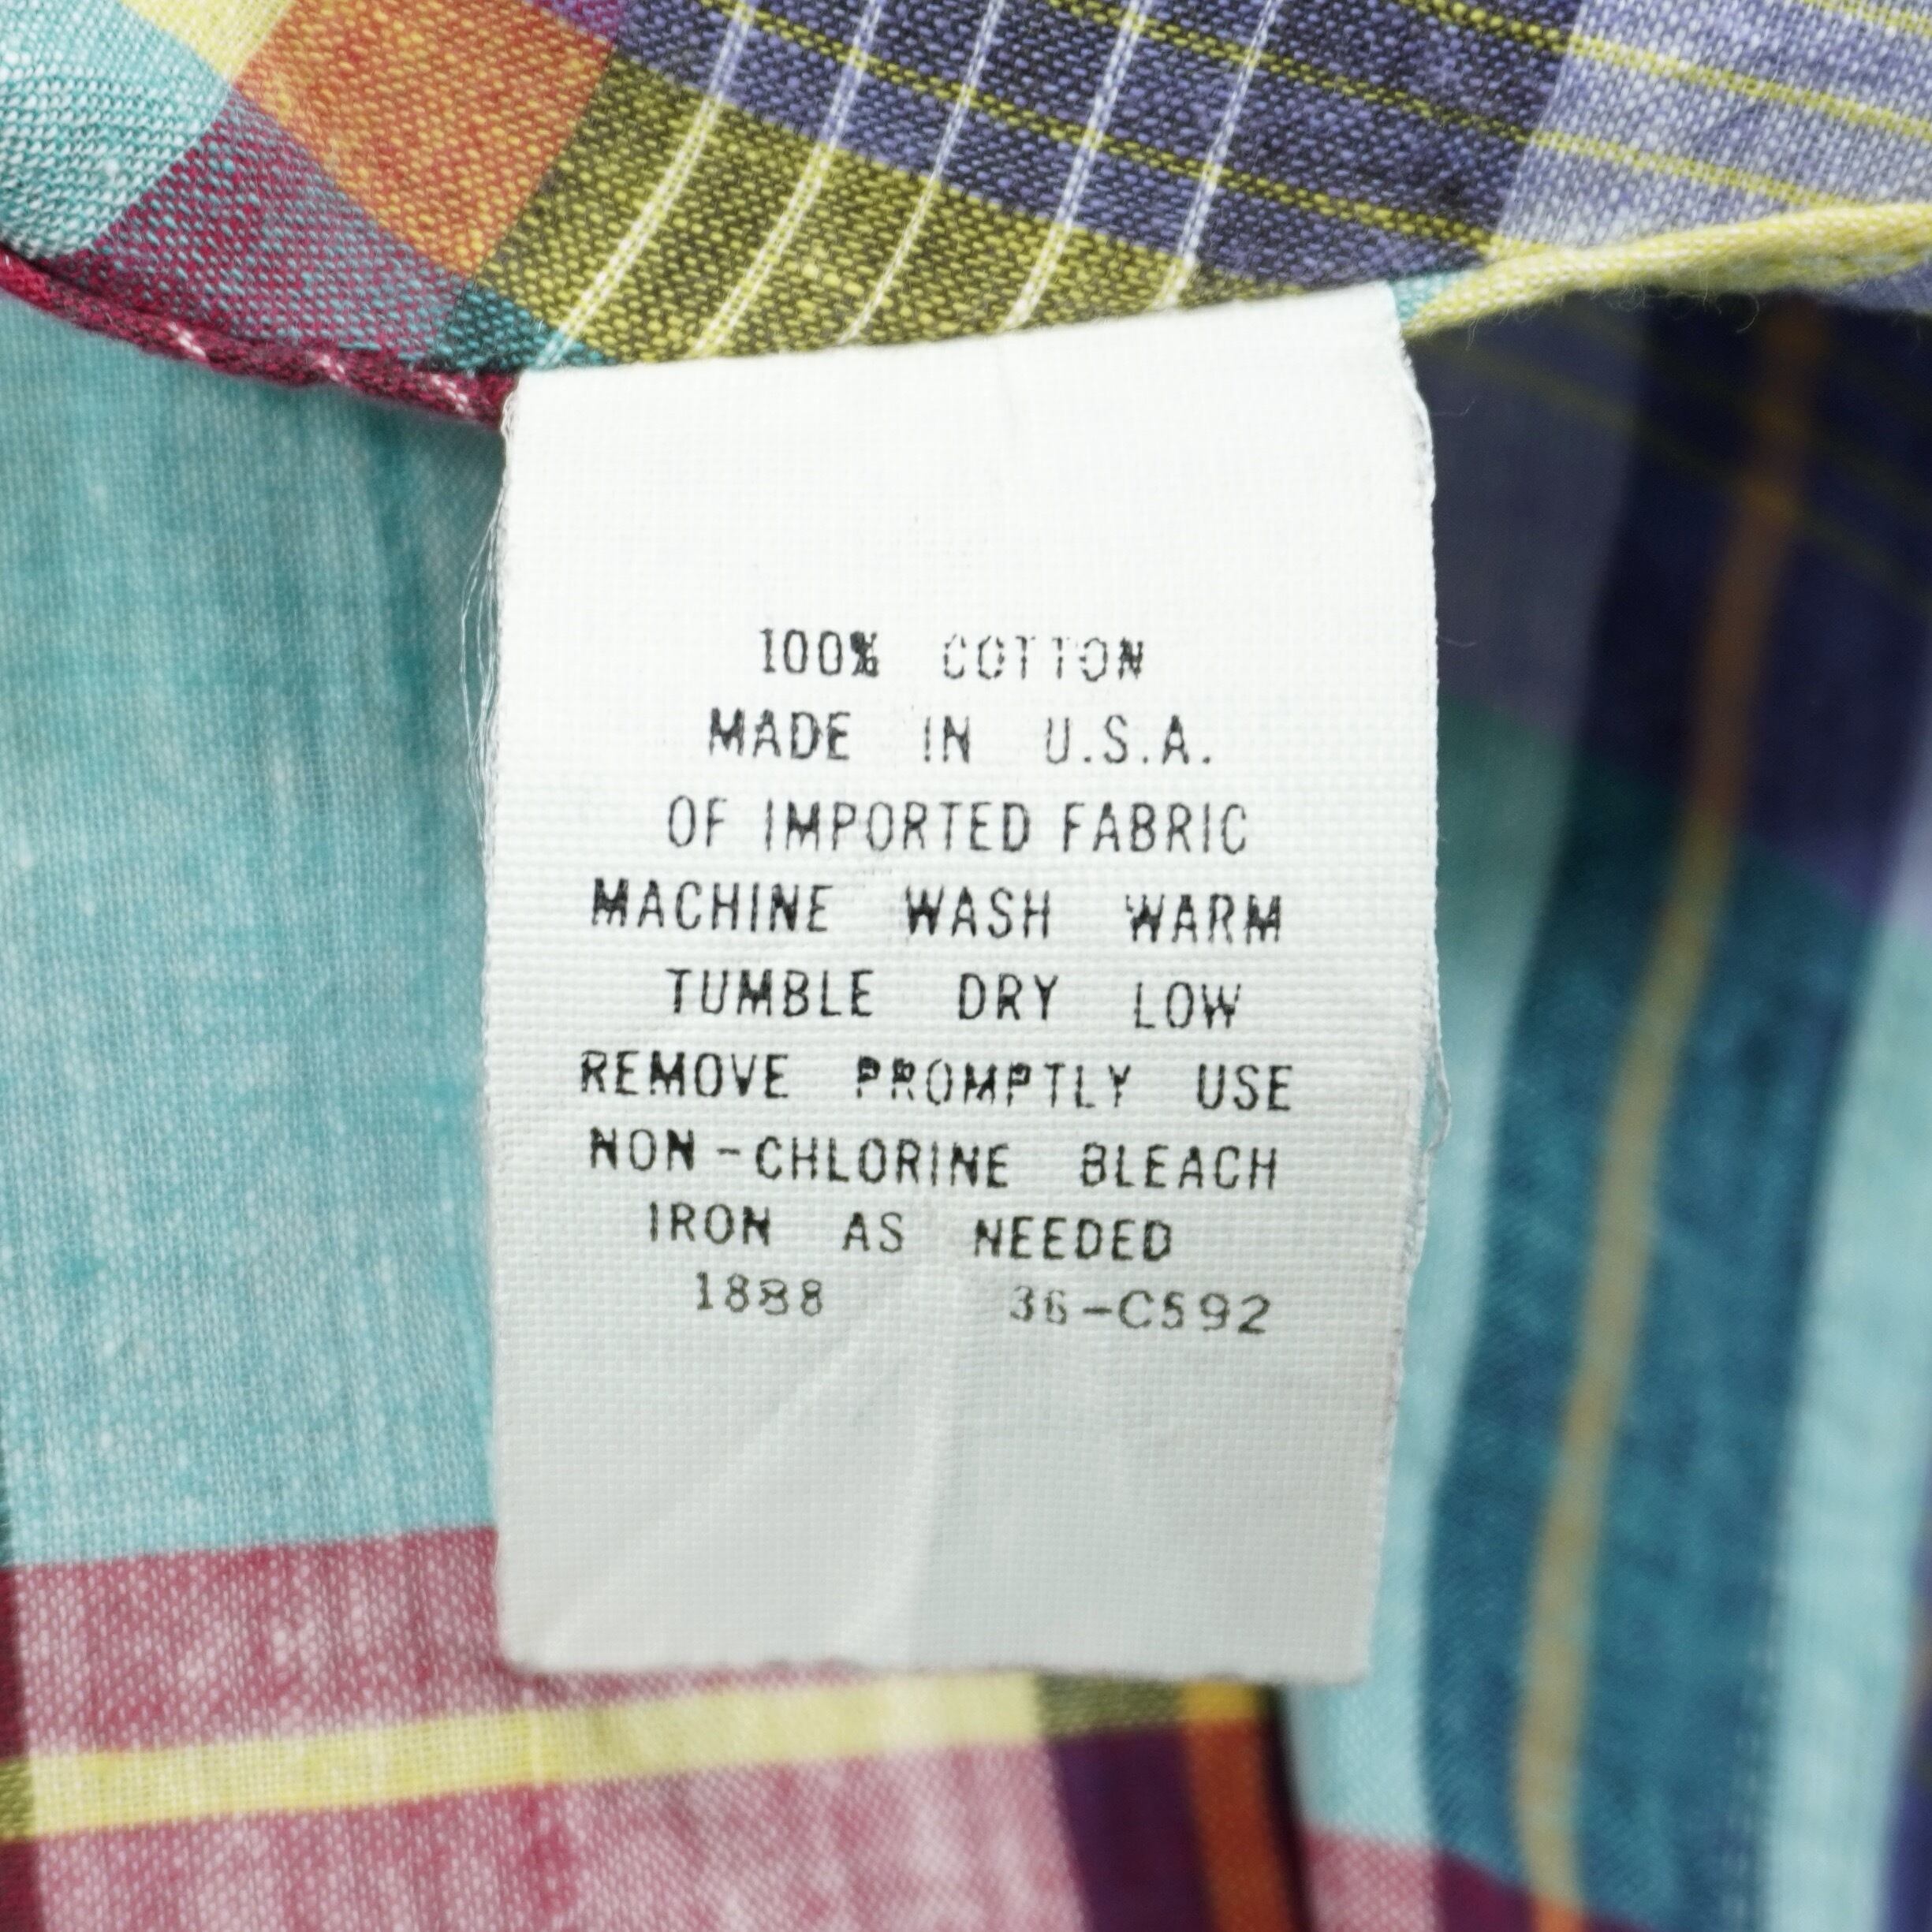 100% COTTON
MADE IN U.S.A.
OF IMPORTED FABRIC
MACHINE WASH WARM
TUMBLE DRY LOW
REMOVE PROMPTLY USE
NON-CHLORINE BLEACH
IRON AS NEEDED
1888 36-C592